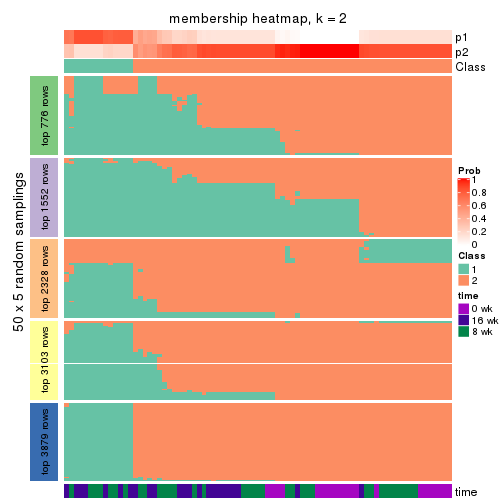 membership heatmap, k = 2
p1
p2
Class
50 x 5 random samplings
top 776 rows
top 1552 rows
top 2328 rows
top 3103 rows
top 3879 rows
time
Prob
1
0.8
0.6
0.4
0.2
0
Class
1
2
time
0 wk
16 wk
8 wk